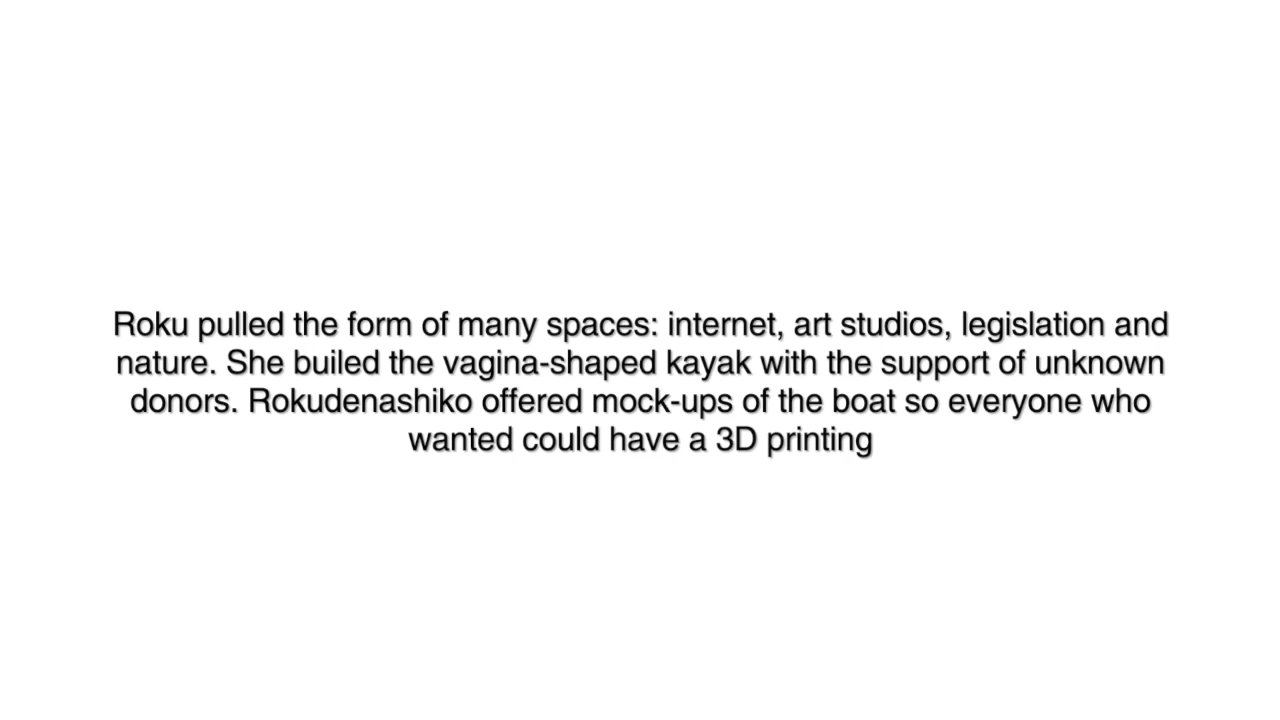 Roku pulled the form of many spaces: internet, art studios, legislation and
nature. She builed the vagina-shaped kayak with the support of unknown
donors. Rokudenashiko offered mock-ups of the boat so everyone who
wanted could have a 3D printing